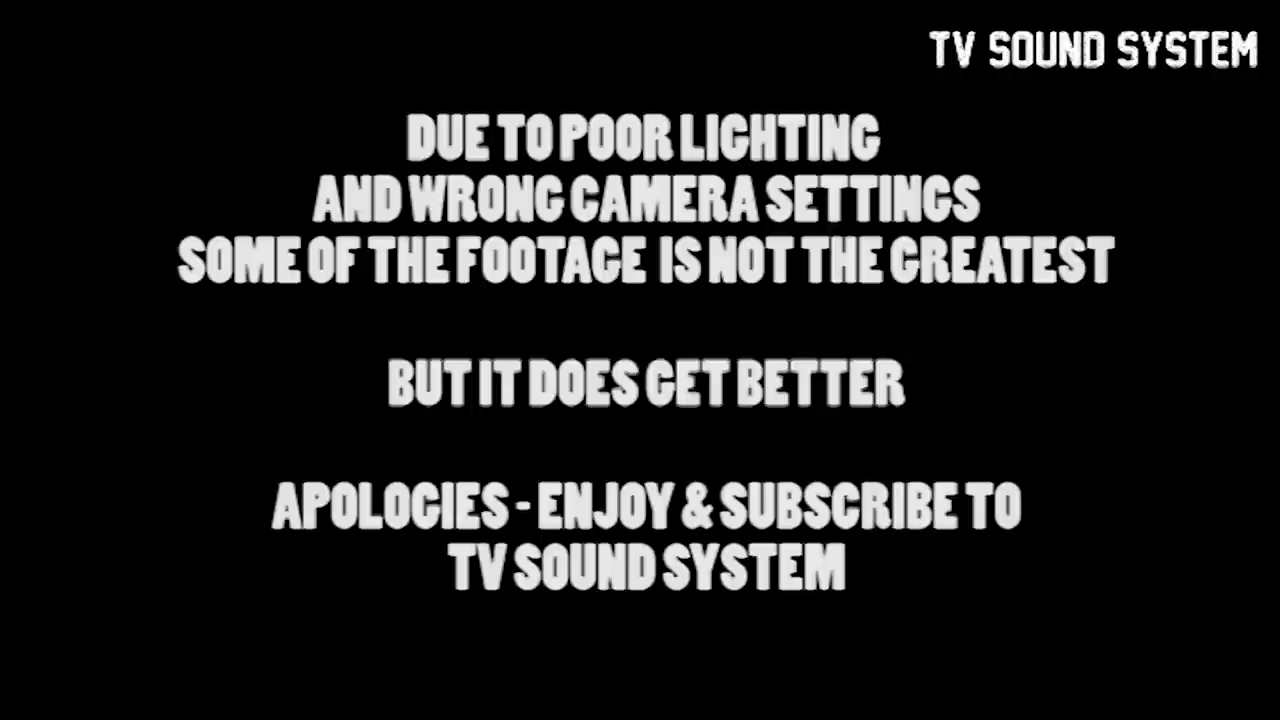 TV SOUND SYSTEM
DUE TO POOR LIGHTING
AND WRONG CAMERA SETTINGS
SOME OF THE FOOTAGE IS NOT THE GREATEST
BUT IT DOES GET BETTER
APOLOGIES - ENJOY & SUBSCRIBE TO
TV SOUND SYSTEM